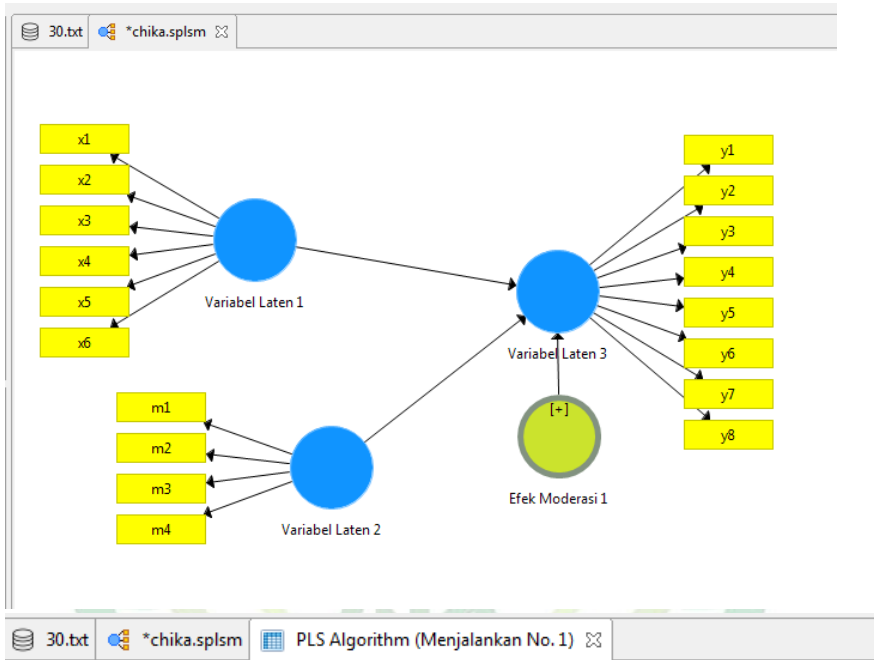 30.txt *chika.splsm
x1
x2
x3
x4
x5
x6
Variabel Laten 1
m1
m2
m3
m4
Variabel Laten 2
Variabel Laten 3
[+]
Efek Moderasi 1
y1
y2
y3
y4
y5
y6
y7
y8
30.txt *chika.splsm PLS Algorithm (Menjalankan No. 1)